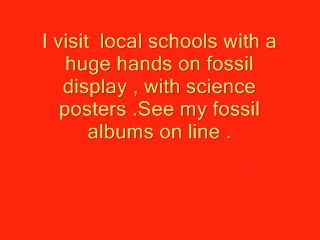 I visit  local schools with a
huge hands on fossil
display , with science
posters .See my fossil
albums on line .